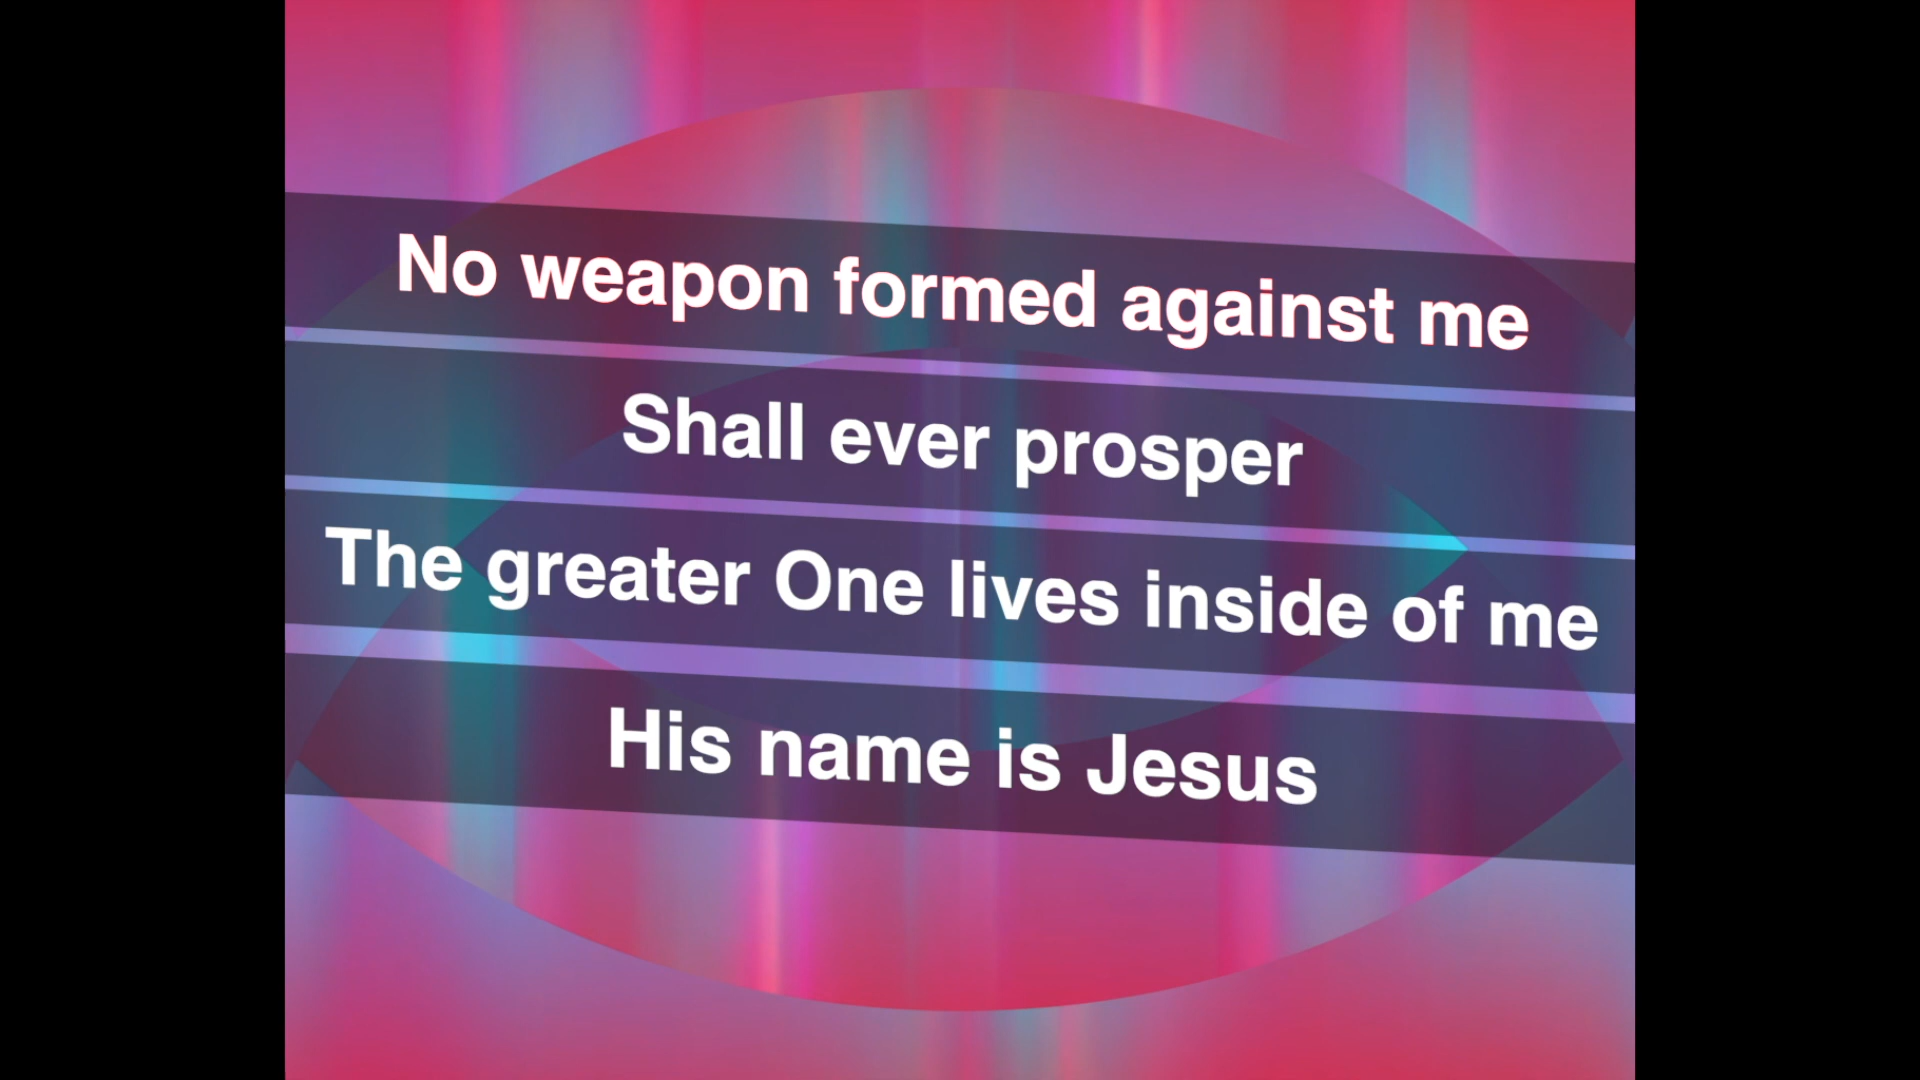 No weapon formed against me
Shall ever prosper
The greater One lives inside of me
His name is Jesus